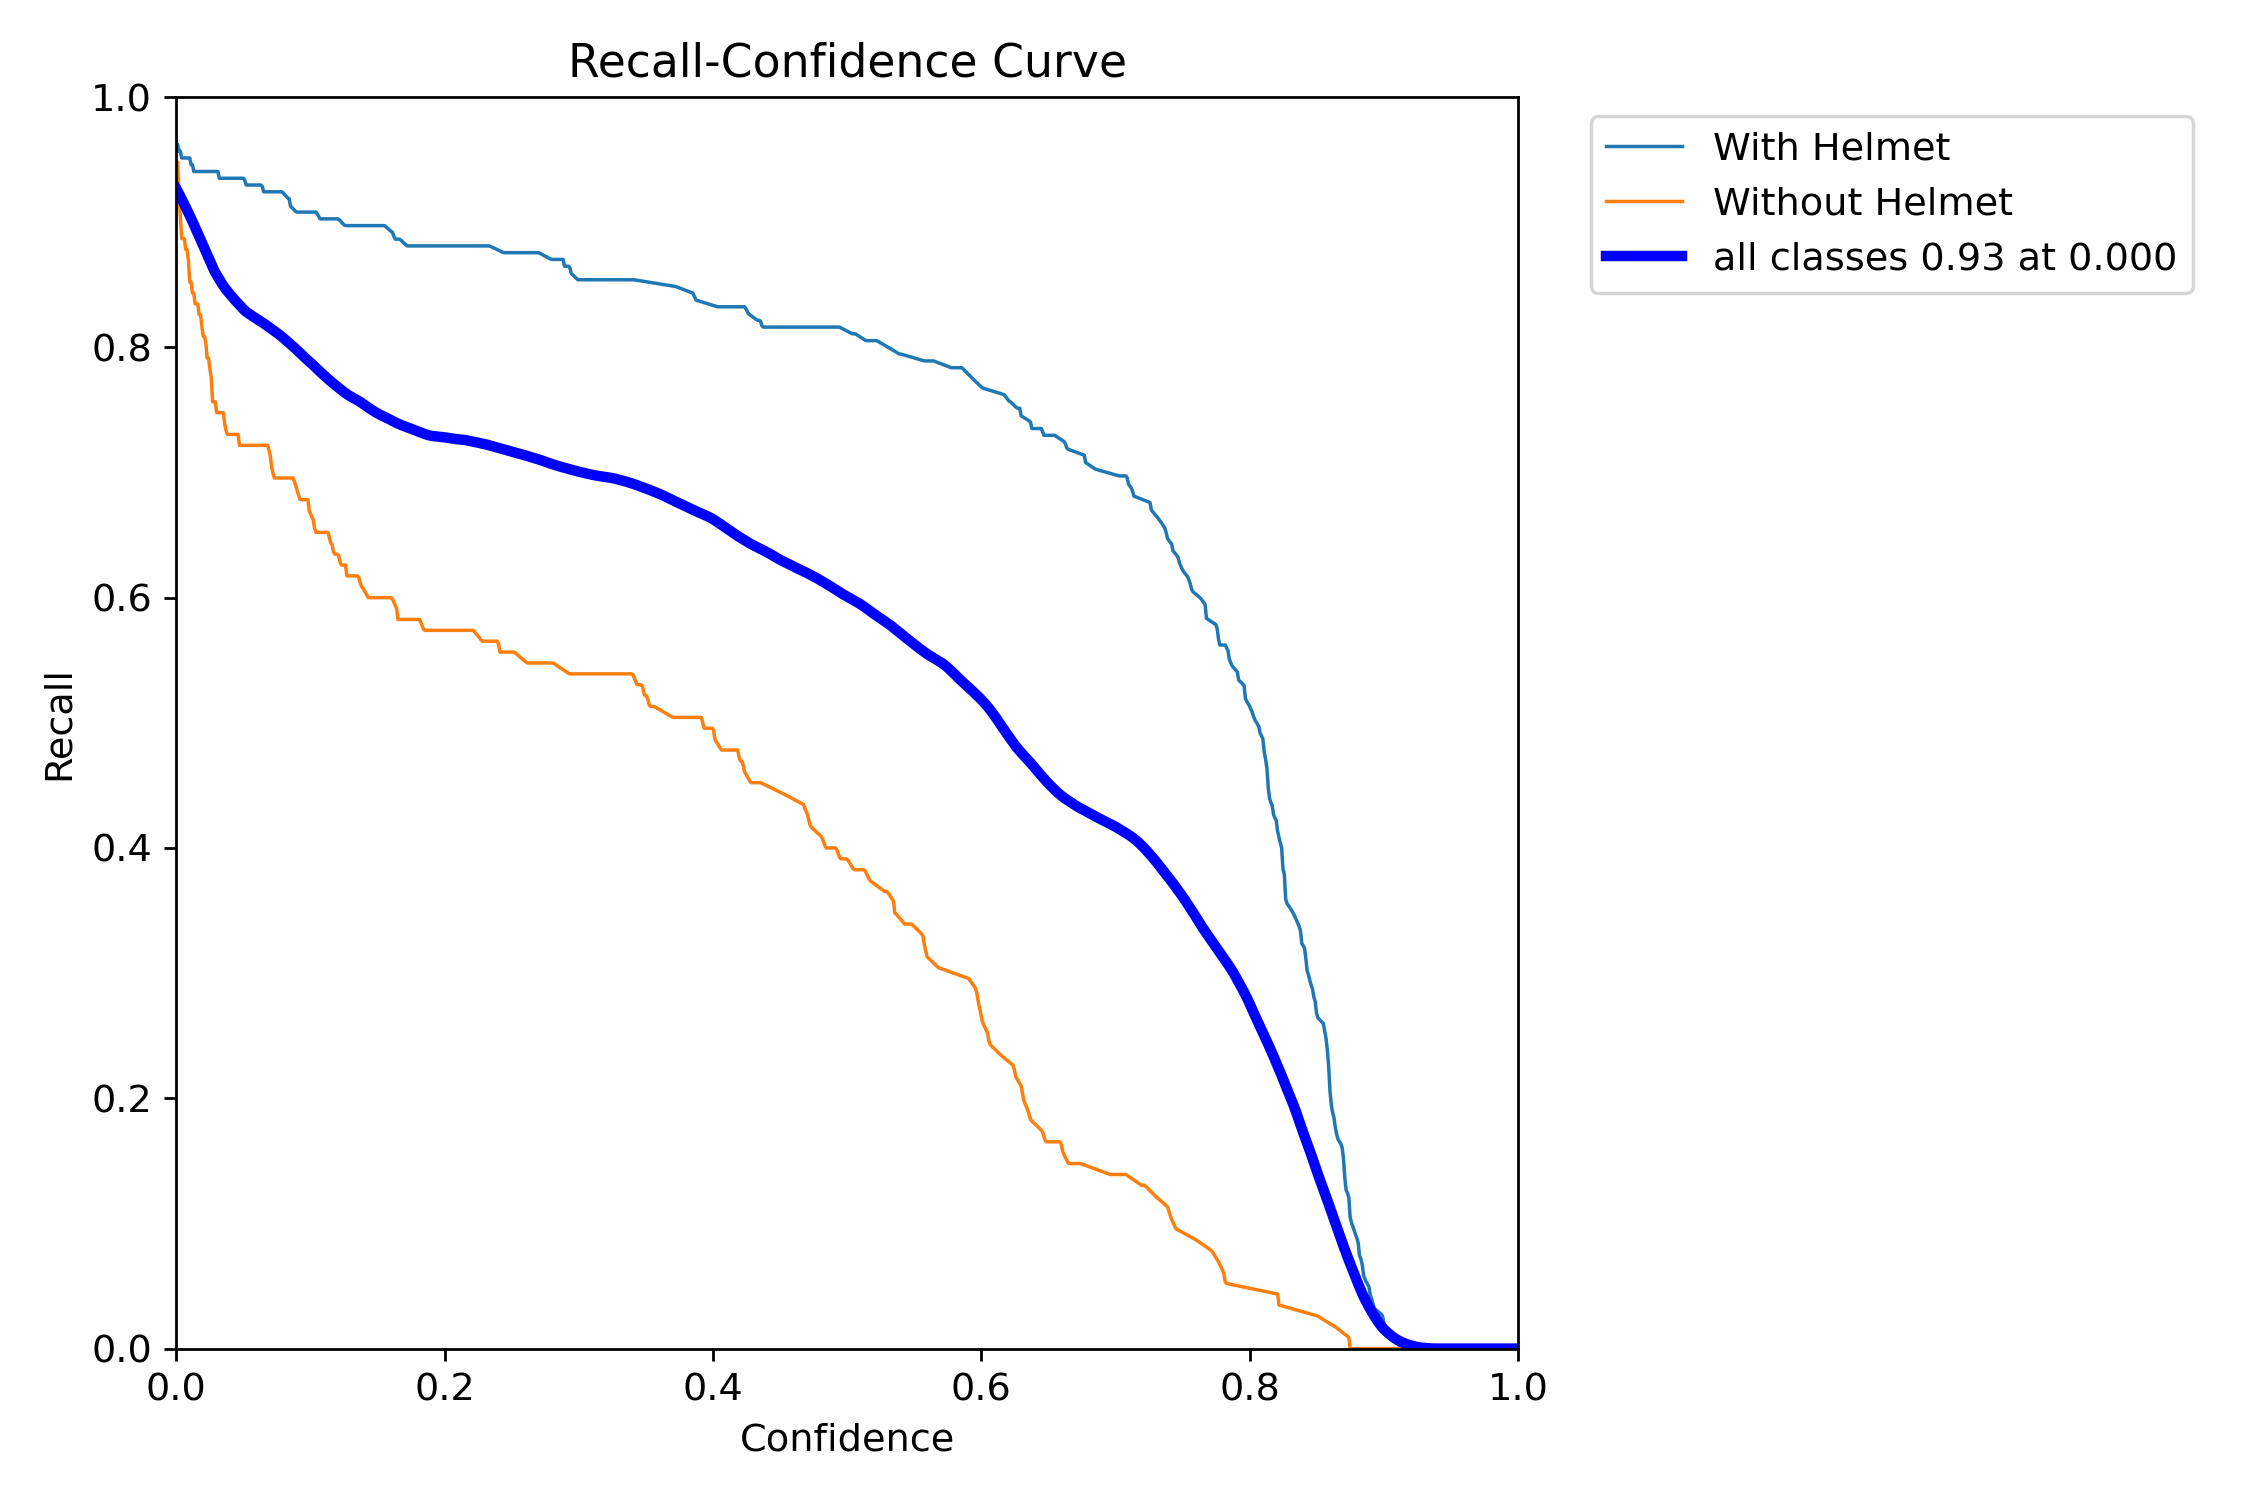 Recall-Confidence Curve
1.0
0.8
0.6
0.4
0.2
0.0
Recall
0.0 0.2 0.4 0.6 0.8 1.0
Confidence
With Helmet
Without Helmet
all classes 0.93 at 0.000